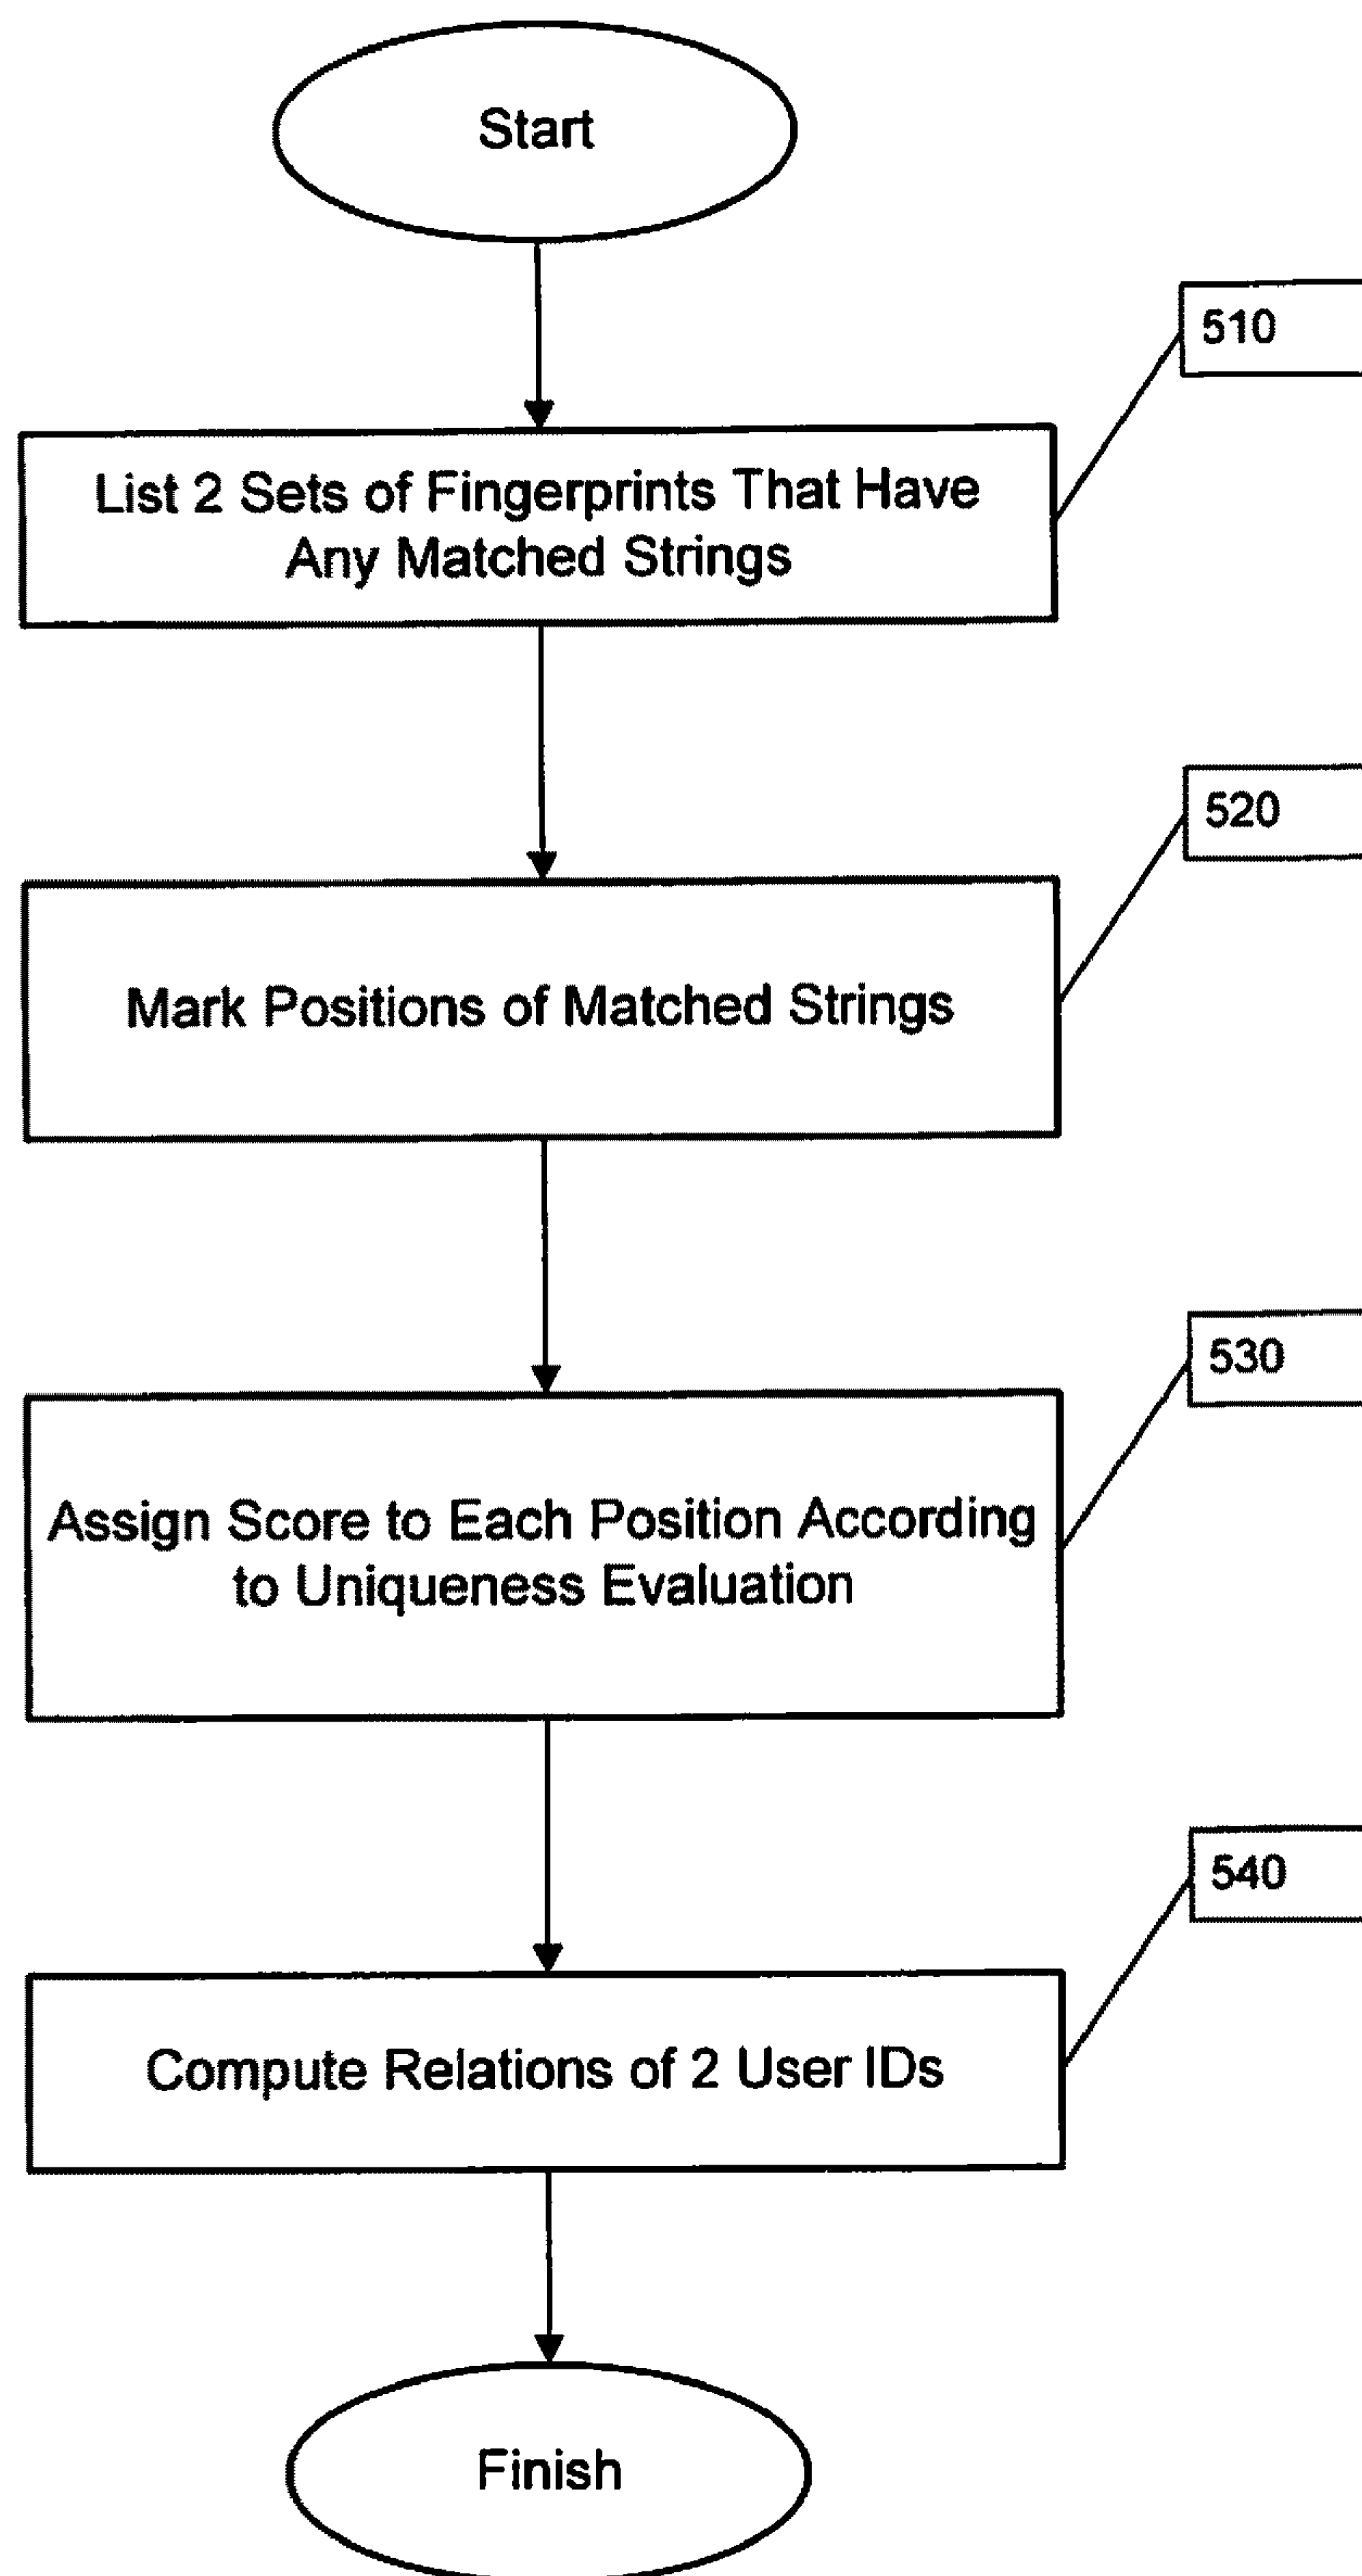 Start
510
List 2 Sets of Fingerprints That Have
Any Matched Strings
520
Mark Positions of Matched Strings
530
Assign Score to Each Position According
to Uniqueness Evaluation
540
Compute Relations of 2 User IDs
Finish